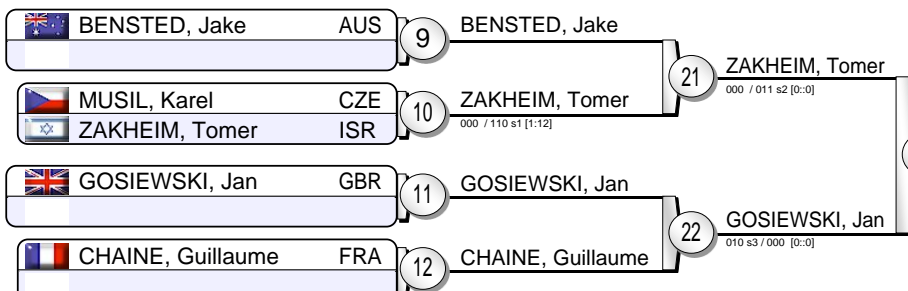 BENSTED, Jake AUS
9
BENSTED, Jake
21
ZAKHEIM, Tomer
000 / 011 s2 [0::0]
MUSIL, Karel CZE
ZAKHEIM, Tomer ISR
10
ZAKHEIM, Tomer
000 / 110 s1 [1:12]
GOSIEWSKI, Jan GBR
11
GOSIEWSKI, Jan
22
GOSIEWSKI, Jan
010 s3 / 000 [0::0]
CHAINE, Guillaume FRA
12
CHAINE, Guillaume